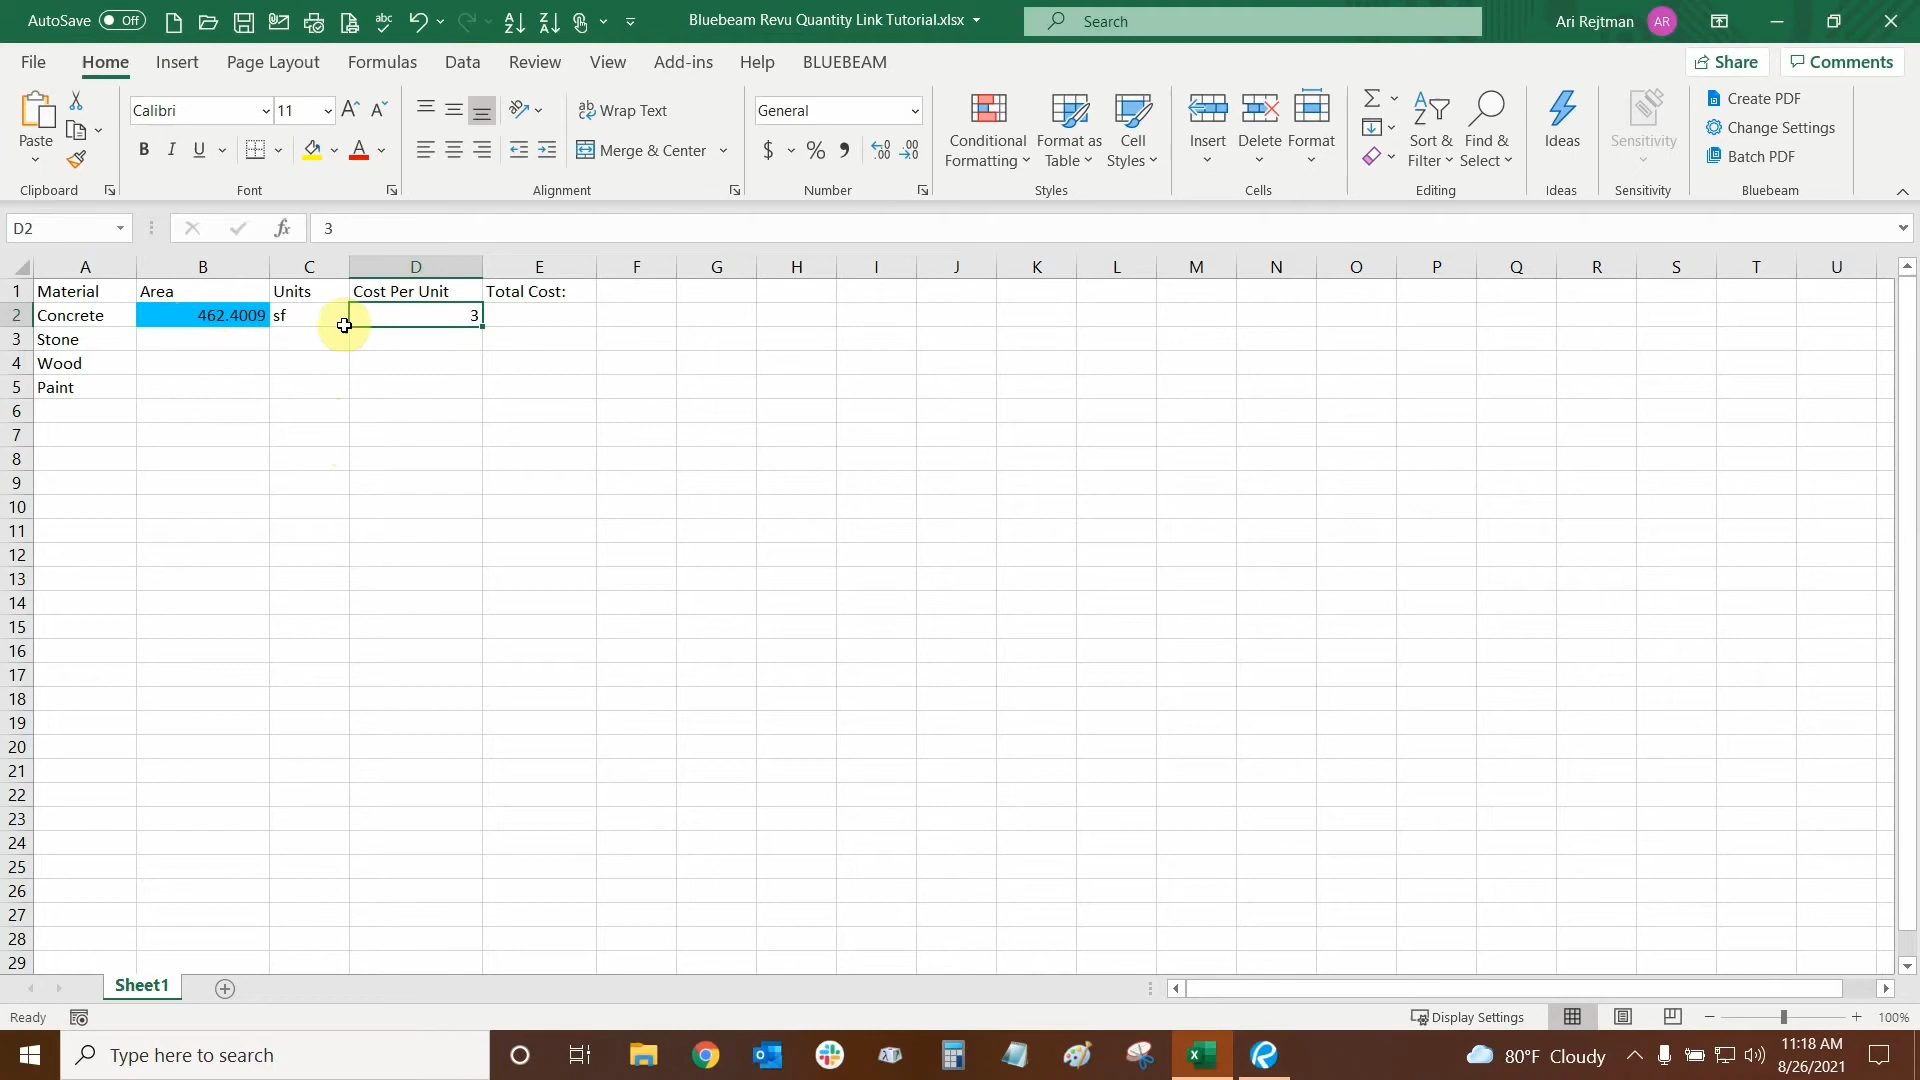 AutoSave Off Bluebeam Revu Quantity Link Tutorial.xlsx Search Ari Rejtman AR
File Home Insert Page Layout Formulas Data Review View Add-ins Help BLUEBEAM Share Comments
Paste Calibri 11 Wrap Text General Conditional Formatting Format as Table Cell Styles Insert Delete Format Sort & Filter Find & Select Ideas Sensitivity Create PDF
B I U A Merge & Center $ % Change Settings
Batch PDF
Clipboard Font Alignment Number Styles Cells Editing Ideas Sensitivity Bluebeam
D2 fx 3
A B C D E F G H I J K L M N O P Q R S T U
1 Material Area Units Cost Per Unit Total Cost:
2 Concrete 462.4009 sf 3
3 Stone
4 Wood
5 Paint
6
7
8
9
10
11
12
13
14
15
16
17
18
19
20
21
22
23
24
25
26
27
28
29
Sheet1
Ready Display Settings 100%
Type here to search 80°F Cloudy 11:18 AM
8/26/2021